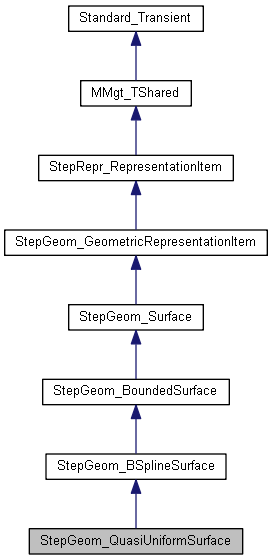 Standard_Transient
MMgt_TShared
StepRepr_RepresentationItem
StepGeom_GeometricRepresentationItem
StepGeom_Surface
StepGeom_BoundedSurface
StepGeom_BSplineSurface
StepGeom_QuasiUniformSurface